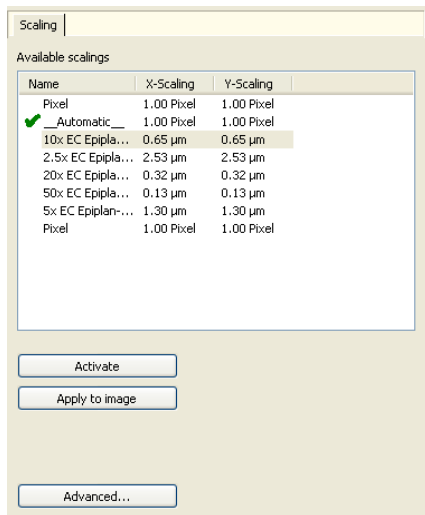 Scaling
Available scalings
Name X-Scaling Y-Scaling
Pixel 1.00 Pixel 1.00 Pixel
__Automatic__ 1.00 Pixel 1.00 Pixel
10x EC Epipla... 0.65 µm 0.65 µm
2.5x EC Epipla... 2.53 µm 2.53 µm
20x EC Epipla... 0.32 µm 0.32 µm
50x EC Epipla... 0.13 µm 0.13 µm
5x EC Epiplan-... 1.30 µm 1.30 µm
Pixel 1.00 Pixel 1.00 Pixel
Activate
Apply to image
Advanced...